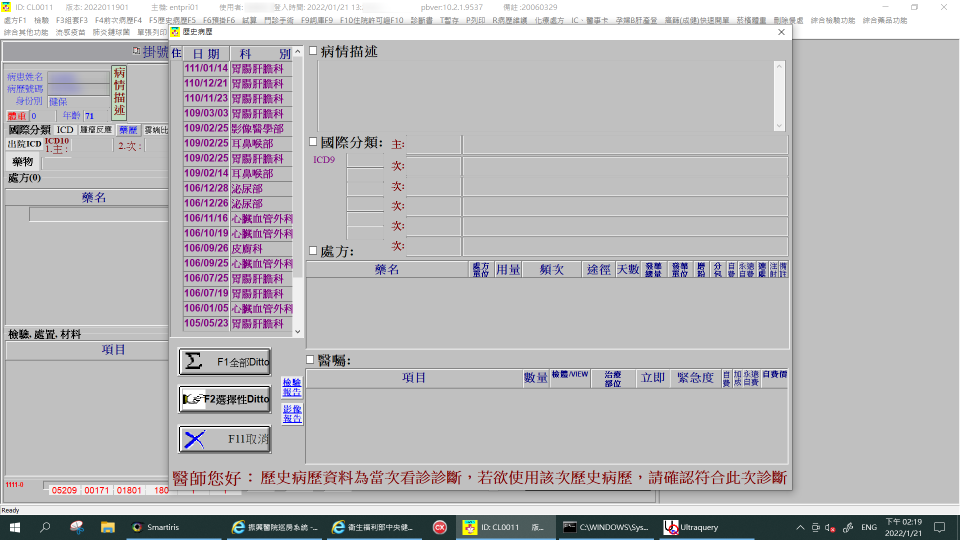 ID: CL0011 版本: 2022011901 主機: entpri01 使用者: 登入時間: 2022/01/21 13: pbver:10.2.1.9537 備註: 20060329
處方F1 檢驗 F3組套F3 F4前次病歷F4 F5歷史病歷F5 F6預掛F6 試算 門診手術 F9詞庫F9 F10住院許可證F10 診斷書 T暫存 P列印 R病歷維護 化療處方 IC、醫事卡 孕婦B肝產登 高藥(成健)快速開單 菸檳糖重 刪除餐處 綜合檢驗功能 綜合藥品功能
綜合其他功能 流感疫苗 肺炎鏈球菌 單張列印
歷史病歷
掛號
住
病患姓名
病歷號碼
身份別 健保
病情描述
體重 0 年齡 71
國際分類 ICD 腫瘤反應 藥歷 雲端比
出院ICD ICD10 1.主: 2.次:
藥物
處方(0)
藥名
檢驗, 處置, 材料
項目
1111-0
05209 00171 01801 180
日 期 科 別
111/01/14 胃腸肝膽科
110/12/21 胃腸肝膽科
110/11/23 胃腸肝膽科
109/03/03 胃腸肝膽科
109/02/25 影像醫學部
109/02/25 耳鼻喉部
109/02/25 胃腸肝膽科
109/02/14 耳鼻喉部
106/12/28 泌尿部
106/12/26 泌尿部
106/11/16 心臟血管外科
106/10/19 心臟血管外科
106/09/26 皮膚科
106/09/25 心臟血管外科
106/07/25 胃腸肝膽科
106/07/19 胃腸肝膽科
106/01/05 心臟血管外科
105/05/23 胃腸肝膽科
F1全部Ditto
F2選擇性Ditto
F11取消
檢驗報告
影像報告
病情描述
國際分類: 主:
ICD9 次:
次:
次:
次:
次:
處方:
藥名 處方單位 用量 頻次 途徑 天數 發藥總量 發藥單位 磨粉 分包 自費 永遠自費 適處 注射 備註
醫囑:
項目 數量 檢體/VIEW 治療部位 立即 緊急度 自費 加成 永遠自費 自費價
醫師您好：歷史病歷資料為當次看診診斷，若欲使用該次歷史病歷，請確認符合此次診斷
Ready
Smartiris 振興醫院巡房系統 -... 衛生福利部中央健... ID: CL0011 版... C:\WINDOWS\Sys... Ultraquery ENG 下午 02:19
2022/1/21